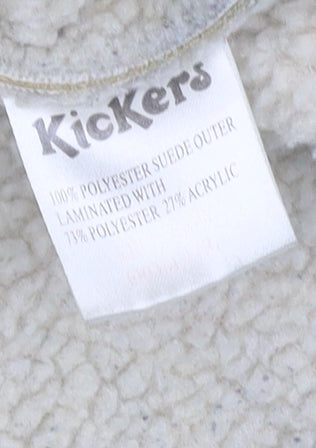 KicKers
100% POLYESTER SUEDE OUTER
LAMINATED WITH
73% POLYESTER 27% ACRYLIC